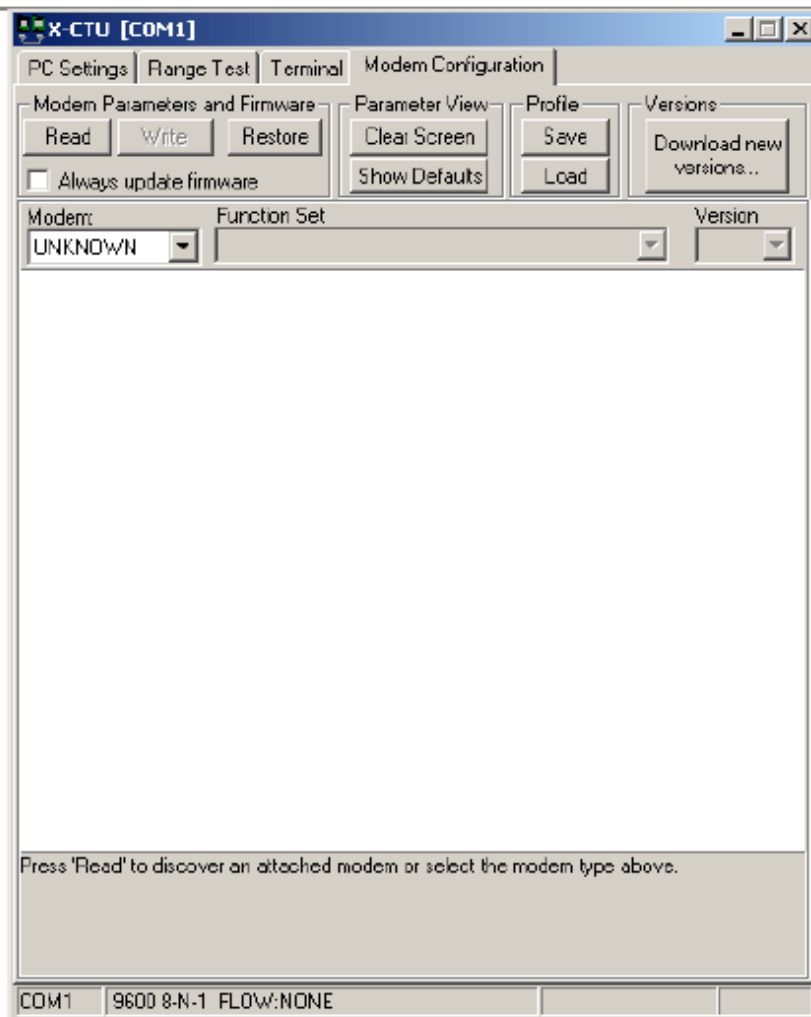 X-CTU [COM1]
PC Settings Range Test Terminal Modem Configuration
Modem Parameters and Firmware Parameter View Profile Versions
Read Write Restore Clear Screen Save Download new versions...
Always update firmware Show Defaults Load
Modem: Function Set Version
UNKNOWN
Press 'Read' to discover an attached modem or select the modem type above.
COM1 9600 8-N-1 FLOW:NONE